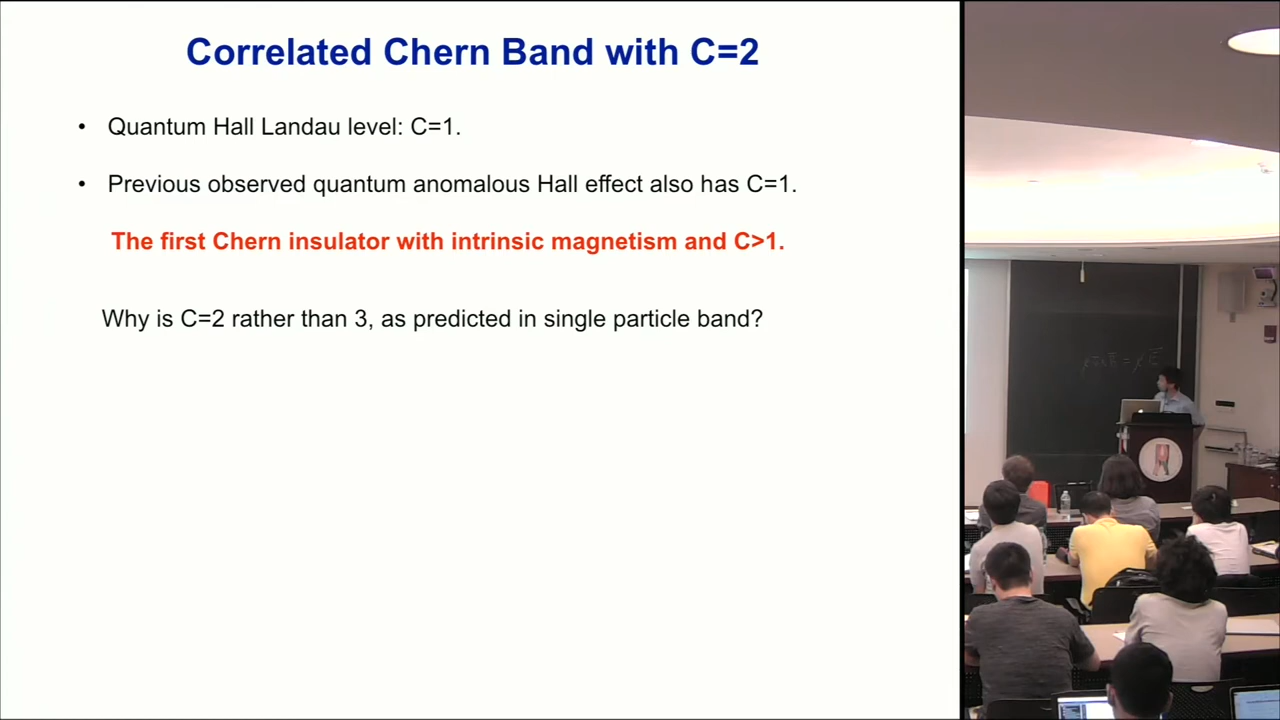 Correlated Chern Band with C=2
• Quantum Hall Landau level: C=1.
• Previous observed quantum anomalous Hall effect also has C=1.
The first Chern insulator with intrinsic magnetism and C>1.
Why is C=2 rather than 3, as predicted in single particle band?